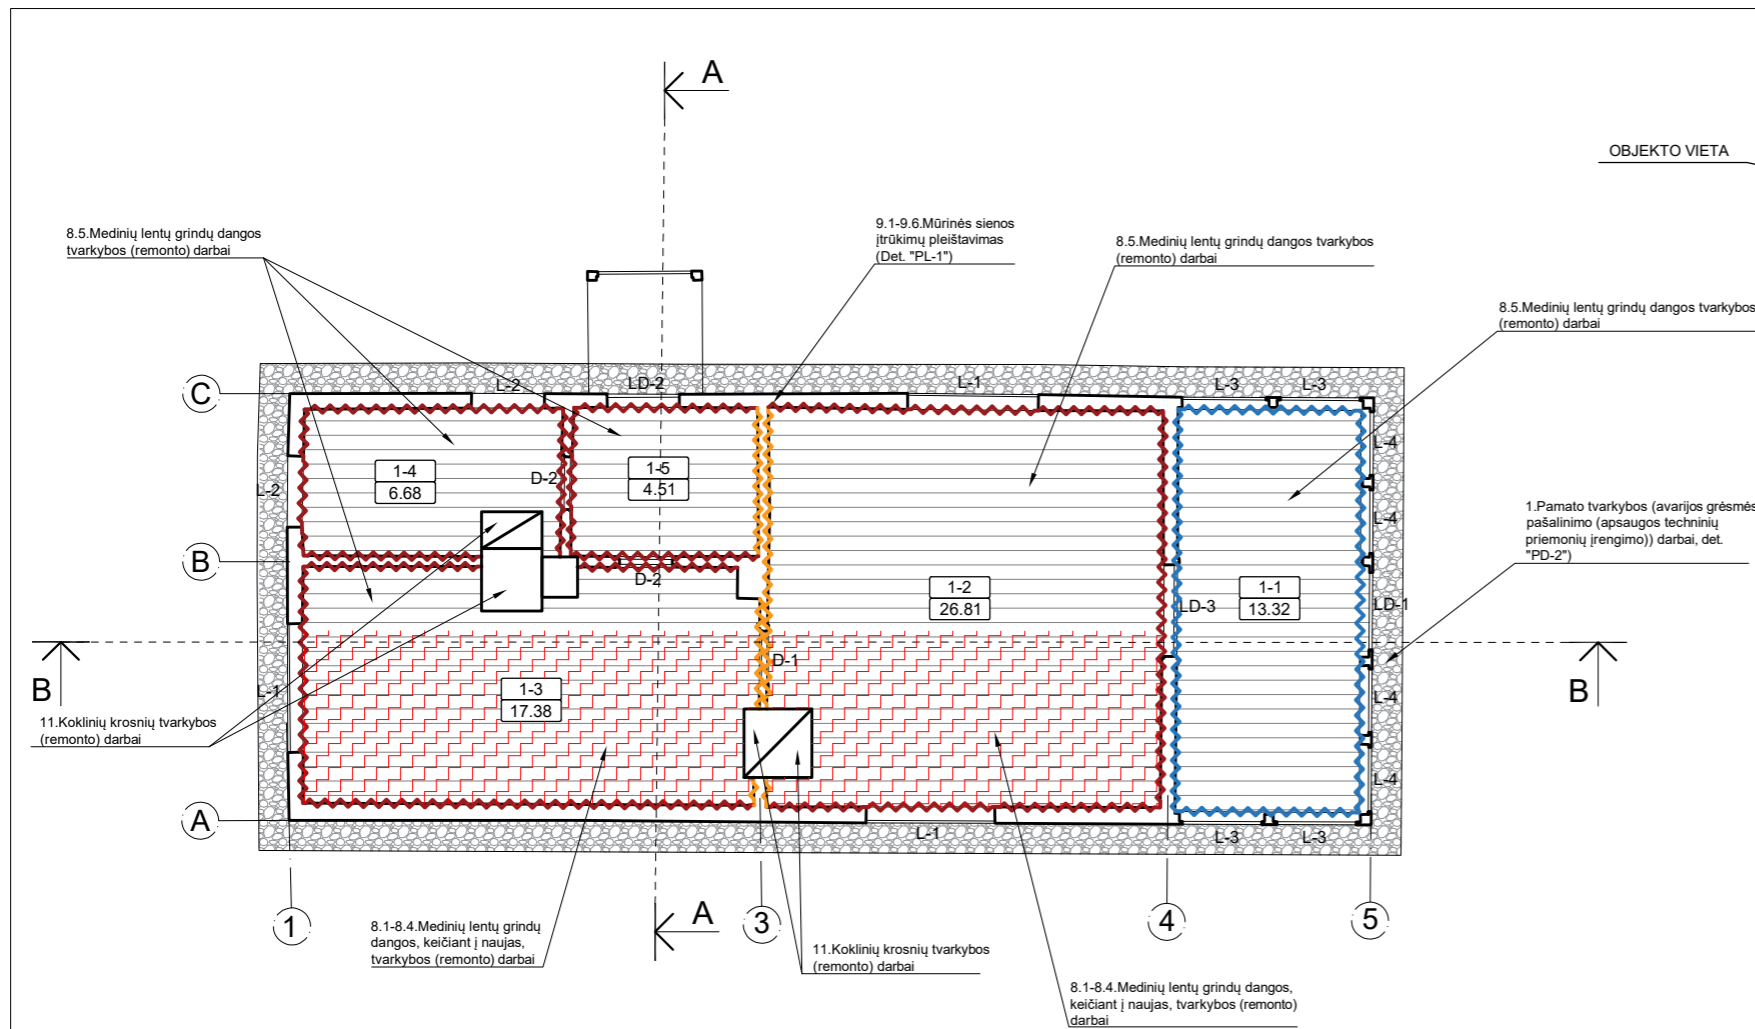 A
OBJEKTO VIETA
8.5.Medinių lentų grindų dangos
tvarkybos (remonto) darbai
9.1-9.6.Mūrinės sienos
įtrūkimų pleištavimas
(Det. "PL-1")
8.5.Medinių lentų grindų dangos tvarkybos
(remonto) darbai
8.5.Medinių lentų grindų dangos tvarkybos
(remonto) darbai
C
L-2
LD-2
L-1
L-3
L-3
L-4
1-4
6.68
D-2
1-5
4.51
L-2
L-4
1.Pamato tvarkybos (avarijos grėsmės
pašalinimo (apsaugos techninių
priemonių įrengimo)) darbai, det.
"PD-2")
B
D-2
1-2
26.81
LD-3
1-1
13.32
LD-1
B
L-1
1-3
17.38
D-1
L-4
B
11.Koklinių krosnių tvarkybos
(remonto) darbai
L-4
A
L-1
L-3
L-3
1
A
3
4
5
8.1-8.4.Medinių lentų grindų
dangos, keičiant į naujas,
tvarkybos (remonto) darbai
11.Koklinių krosnių tvarkybos
(remonto) darbai
8.1-8.4.Medinių lentų grindų dangos,
keičiant į naujas, tvarkybos (remonto)
darbai